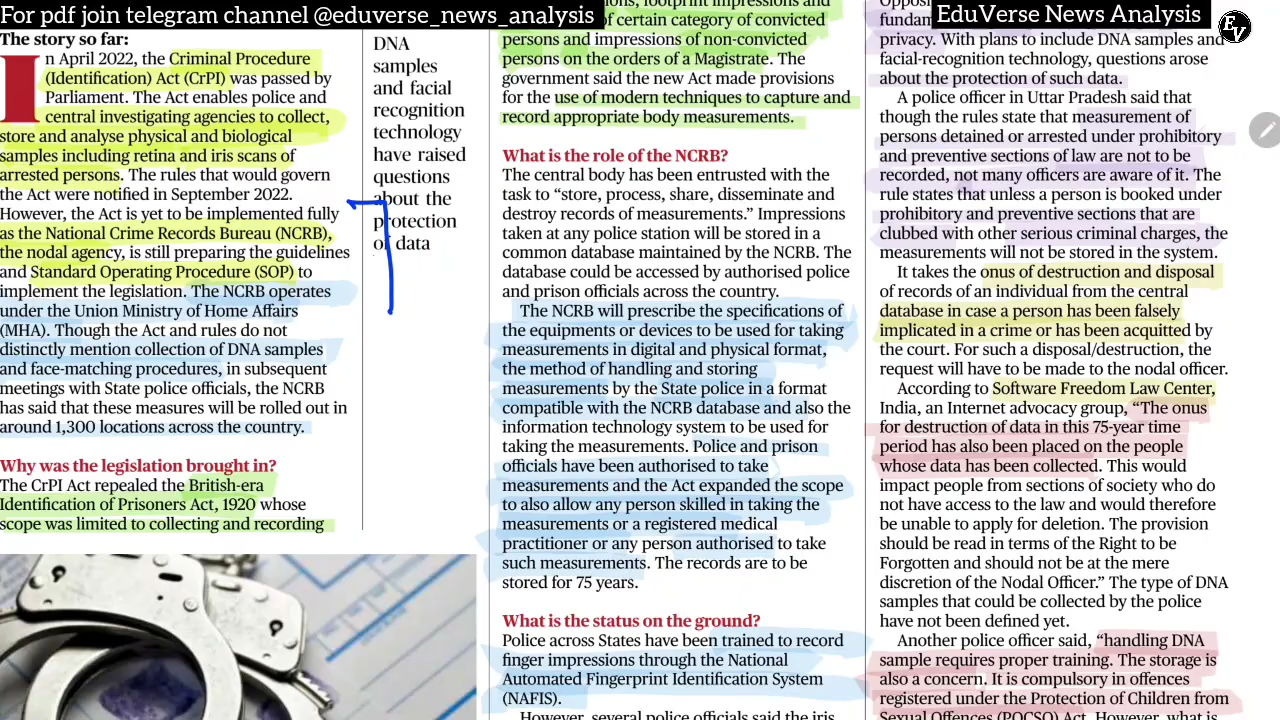 For pdf join telegram channel @eduverse_news_analysis
EduVerse News Analysis
EV
The story so far:
In April 2022, the Criminal Procedure
(Identification) Act (CrPI) was passed by
Parliament. The Act enables police and
central investigating agencies to collect,
store and analyse physical and biological
samples including retina and iris scans of
arrested persons. The rules that would govern
the Act were notified in September 2022.
However, the Act is yet to be implemented fully
as the National Crime Records Bureau (NCRB),
the nodal agency, is still preparing the guidelines
and Standard Operating Procedure (SOP) to
implement the legislation. The NCRB operates
under the Union Ministry of Home Affairs
(MHA). Though the Act and rules do not
distinctly mention collection of DNA samples
and face-matching procedures, in subsequent
meetings with State police officials, the NCRB
has said that these measures will be rolled out in
around 1,300 locations across the country.
Why was the legislation brought in?
The CrPI Act repealed the British-era
Identification of Prisoners Act, 1920 whose
scope was limited to collecting and recording
DNA
samples
and facial
recognition
technology
have raised
questions
about the
protection
of data
footprint impressions and
of certain category of convicted
persons and impressions of non-convicted
persons on the orders of a Magistrate. The
government said the new Act made provisions
for the use of modern techniques to capture and
record appropriate body measurements.
What is the role of the NCRB?
The central body has been entrusted with the
task to “store, process, share, disseminate and
destroy records of measurements.” Impressions
taken at any police station will be stored in a
common database maintained by the NCRB. The
database could be accessed by authorised police
and prison officials across the country.
The NCRB will prescribe the specifications of
the equipments or devices to be used for taking
measurements in digital and physical format,
the method of handling and storing
measurements by the State police in a format
compatible with the NCRB database and also the
information technology system to be used for
taking the measurements. Police and prison
officials have been authorised to take
measurements and the Act expanded the scope
to also allow any person skilled in taking the
measurements or a registered medical
practitioner or any person authorised to take
such measurements. The records are to be
stored for 75 years.
What is the status on the ground?
Police across States have been trained to record
finger impressions through the National
Automated Fingerprint Identification System
(NAFIS).
However, several police officials said the iris
privacy. With plans to include DNA samples and
facial-recognition technology, questions arose
about the protection of such data.
A police officer in Uttar Pradesh said that
though the rules state that measurement of
persons detained or arrested under prohibitory
and preventive sections of law are not to be
recorded, not many officers are aware of it. The
rule states that unless a person is booked under
prohibitory and preventive sections that are
clubbed with other serious criminal charges, the
measurements will not be stored in the system.
It takes the onus of destruction and disposal
of records of an individual from the central
database in case a person has been falsely
implicated in a crime or has been acquitted by
the court. For such a disposal/destruction, the
request will have to be made to the nodal officer.
According to Software Freedom Law Center,
India, an Internet advocacy group, “The onus
for destruction of data in this 75-year time
period has also been placed on the people
whose data has been collected. This would
impact people from sections of society who do
not have access to the law and would therefore
be unable to apply for deletion. The provision
should be read in terms of the Right to be
Forgotten and should not be at the mere
discretion of the Nodal Officer.” The type of DNA
samples that could be collected by the police
have not been defined yet.
Another police officer said, “handling DNA
sample requires proper training. The storage is
also a concern. It is compulsory in offences
registered under the Protection of Children from
Sexual Offences (POCSO) Act. However, what is